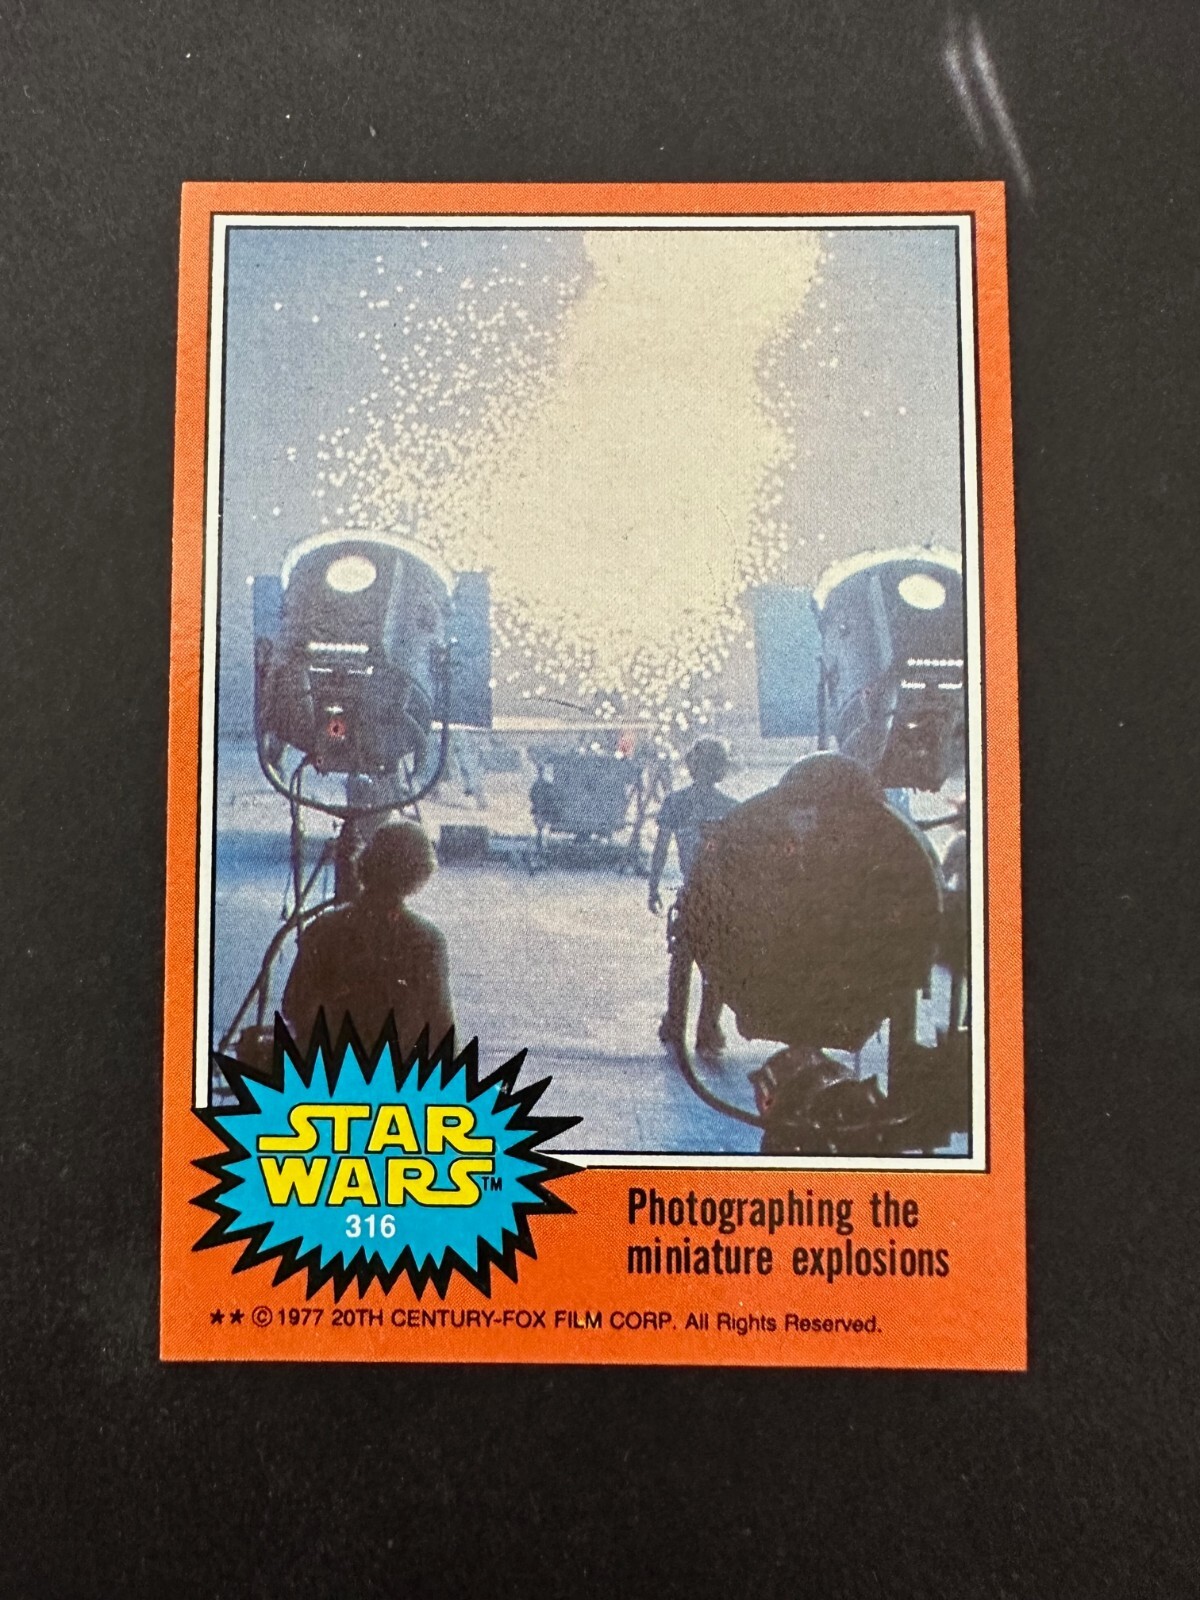 STAR
WARS™
316
Photographing the
miniature explosions
★★ © 1977 20TH CENTURY-FOX FILM CORP. All Rights Reserved.